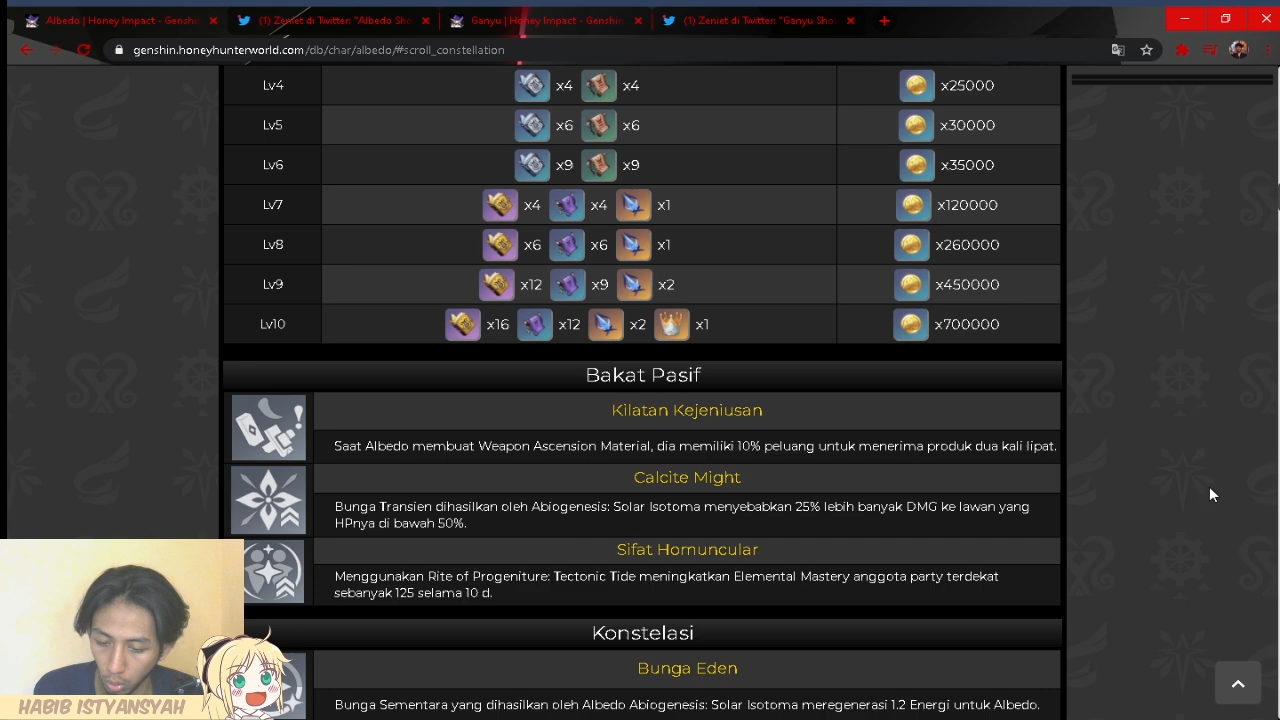 Albedo | Honey Impact - Genshi
(1) Zeniet di Twitter: "Albedo Sho
Ganyu | Honey Impact - Genshin
(1) Zeniet di Twitter: "Ganyu Sho
genshin.honeyhunterworld.com/db/char/albedo/#scroll_constellation
Lv4 x4 x4 x25000
Lv5 x6 x6 x30000
Lv6 x9 x9 x35000
Lv7 x4 x4 x1 x120000
Lv8 x6 x6 x1 x260000
Lv9 x12 x9 x2 x450000
Lv10 x16 x12 x2 x1 x700000
Bakat Pasif
Kilatan Kejeniusan
Saat Albedo membuat Weapon Ascension Material, dia memiliki 10% peluang untuk menerima produk dua kali lipat.
Calcite Might
Bunga Transien dihasilkan oleh Abiogenesis: Solar Isotoma menyebabkan 25% lebih banyak DMG ke lawan yang
HPnya di bawah 50%.
Sifat Homuncular
Menggunakan Rite of Progeniture: Tectonic Tide meningkatkan Elemental Mastery anggota party terdekat
sebanyak 125 selama 10 d.
Konstelasi
Bunga Eden
Bunga Sementara yang dihasilkan oleh Albedo Abiogenesis: Solar Isotoma meregenerasi 1.2 Energi untuk Albedo.
HABIB ISTYANSYAH